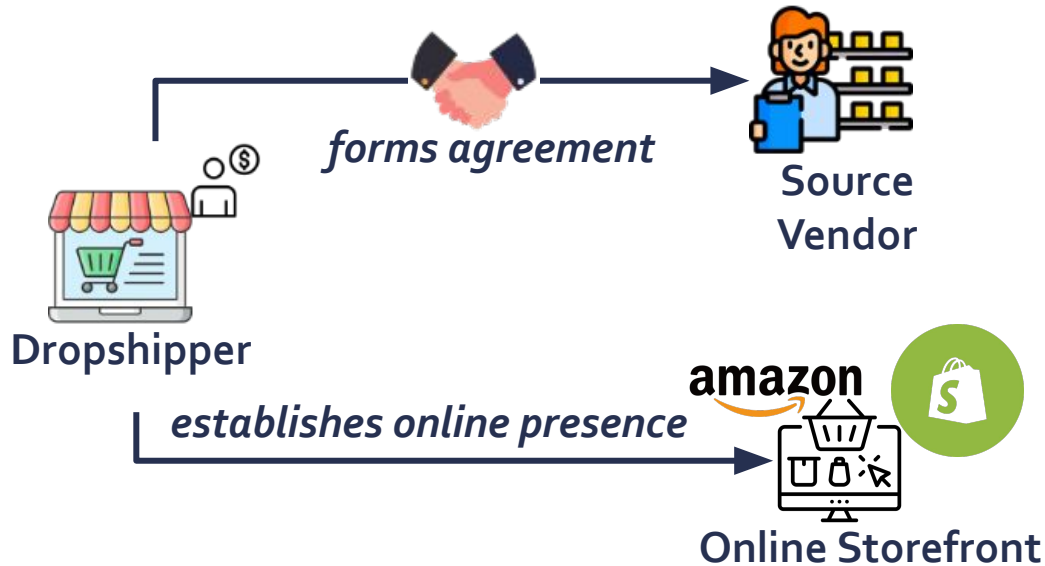 forms agreement
Source
Vendor
$
Dropshipper
amazon
S
establishes online presence
Online Storefront